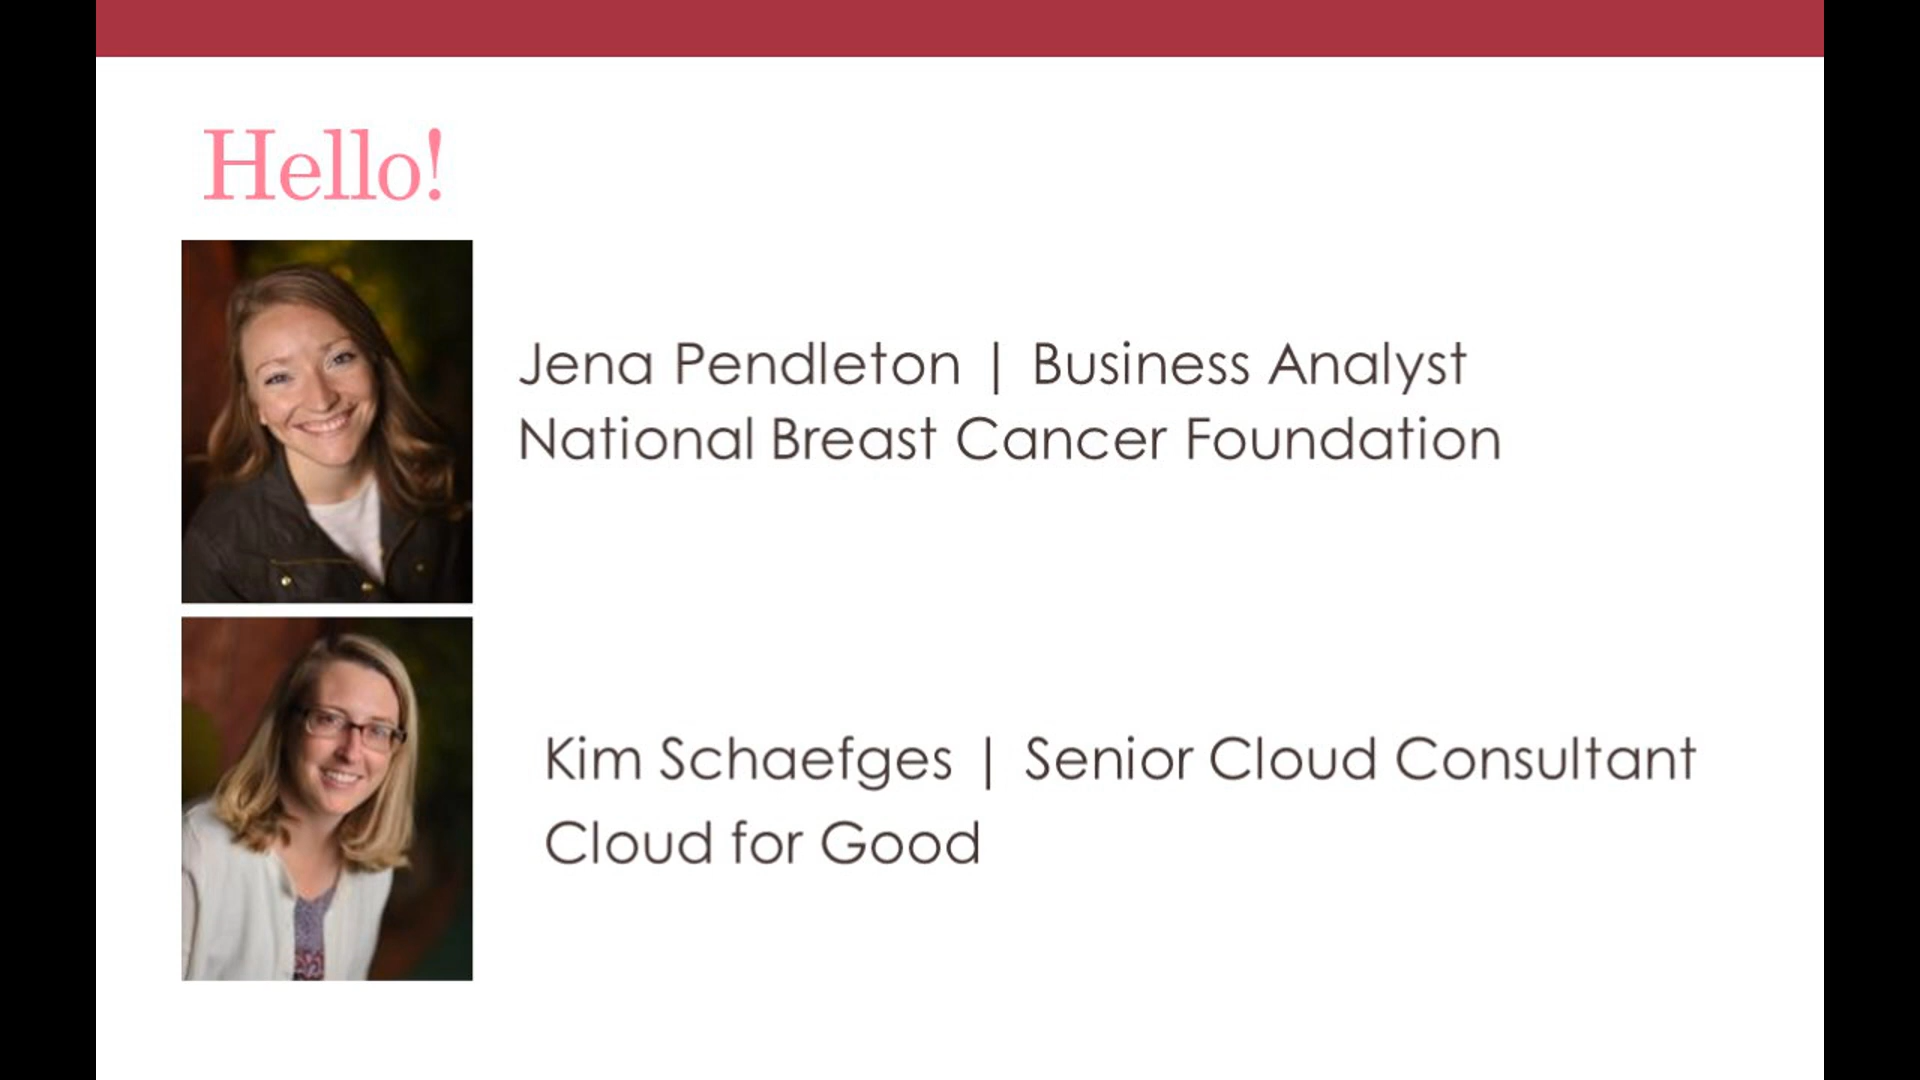 Hello!
Jena Pendleton | Business Analyst
National Breast Cancer Foundation
Kim Schaefges | Senior Cloud Consultant
Cloud for Good